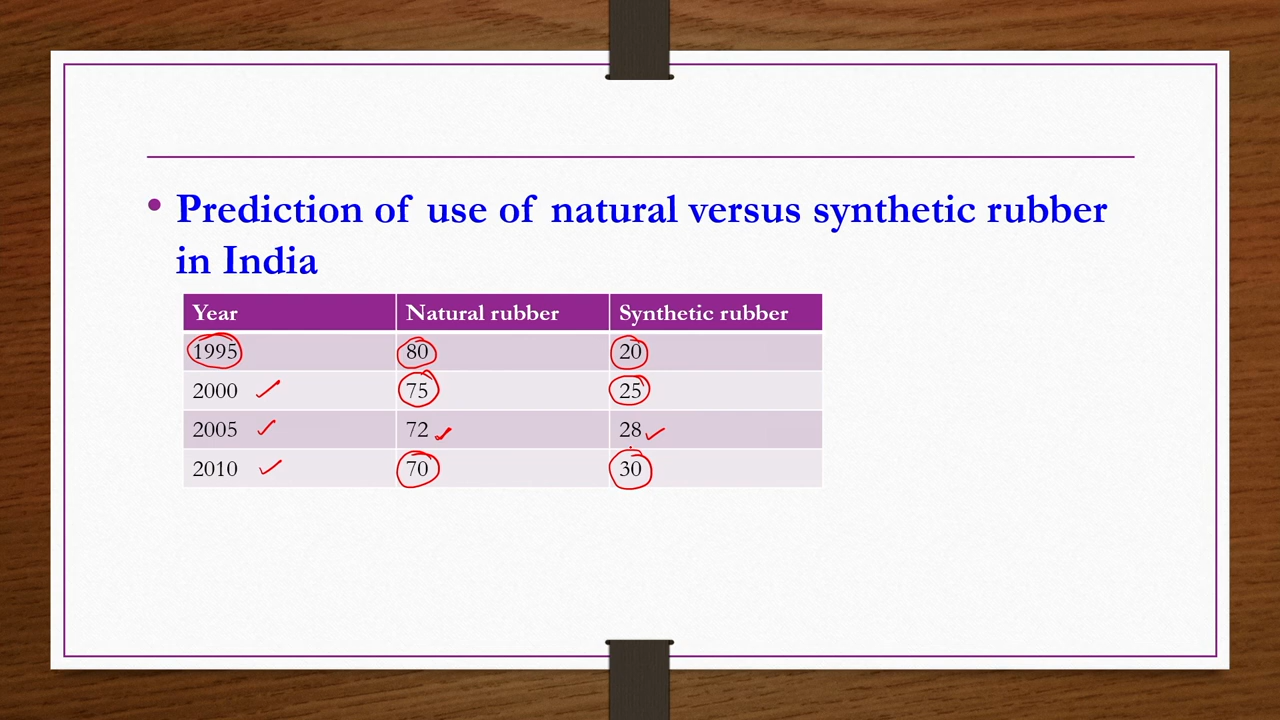 • Prediction of use of natural versus synthetic rubber
in India
Year Natural rubber Synthetic rubber
1995 80 20
2000 75 25
2005 72 28
2010 70 30